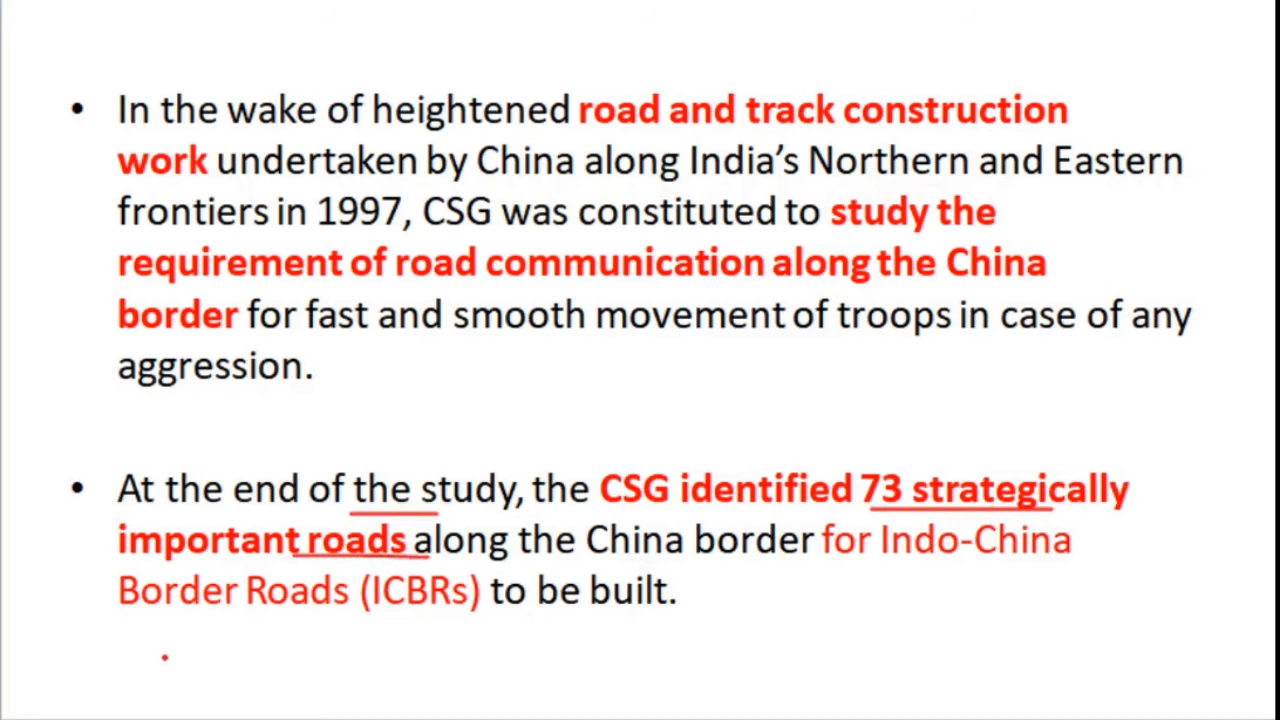 • In the wake of heightened road and track construction
work undertaken by China along India’s Northern and Eastern
frontiers in 1997, CSG was constituted to study the
requirement of road communication along the China
border for fast and smooth movement of troops in case of any
aggression.
• At the end of the study, the CSG identified 73 strategically
important roads along the China border for Indo-China
Border Roads (ICBRs) to be built.